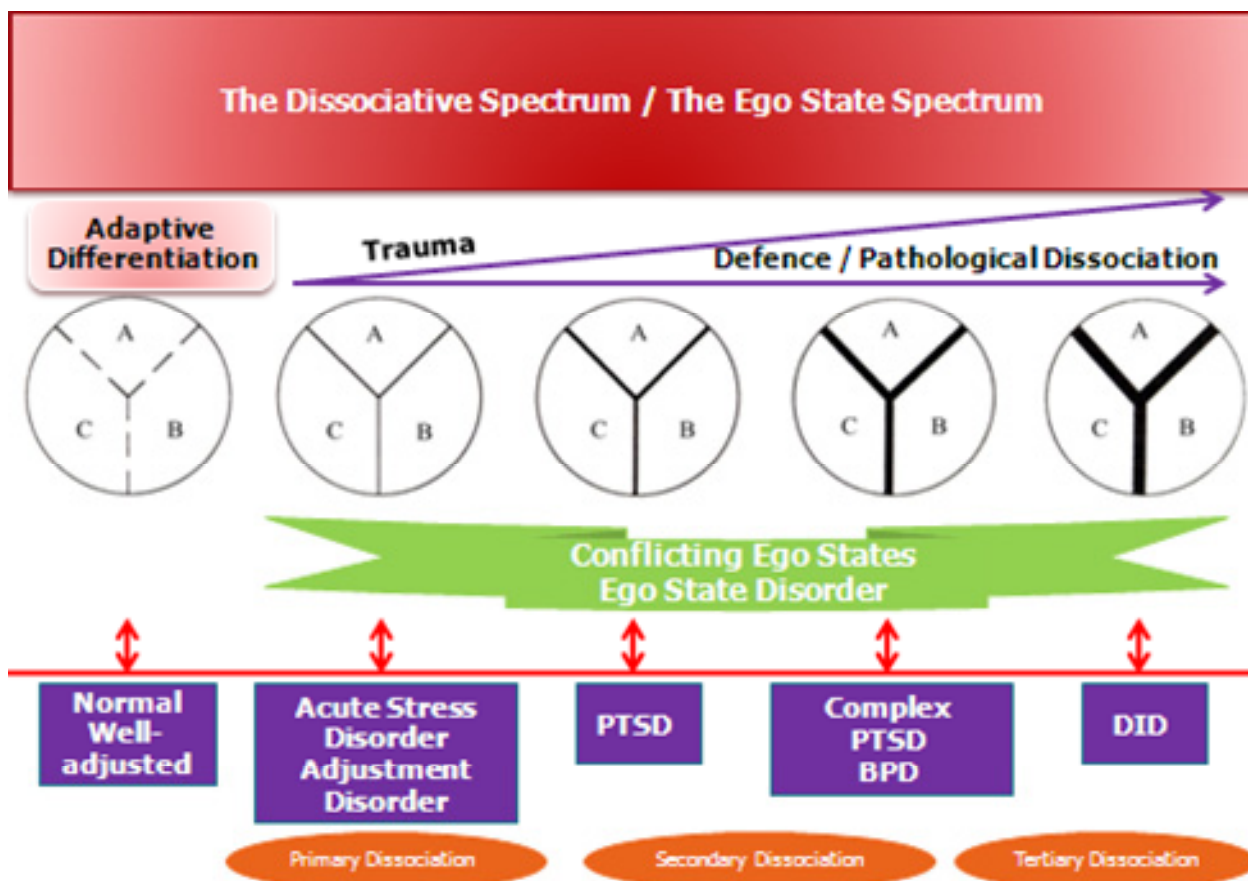 The Dissociative Spectrum / The Ego State Spectrum
Adaptive
Differentiation
Trauma
Defence / Pathological Dissociation
A
C
B
A
C
B
A
C
B
A
C
B
A
C
B
Conflicting Ego States
Ego State Disorder
Normal
Well-
adjusted
Acute Stress
Disorder
Adjustment
Disorder
PTSD
Complex
PTSD
BPD
DID
Primary Dissociation
Secondary Dissociation
Tertiary Dissociation